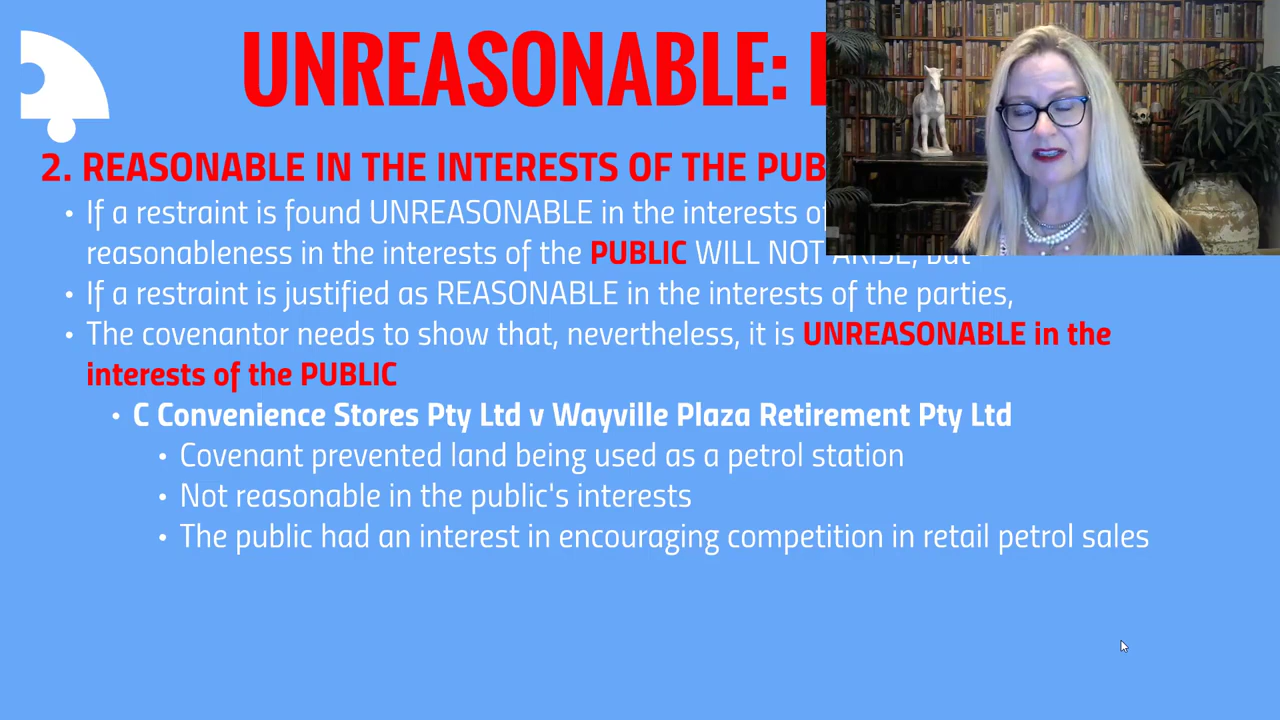 UNREASONABLE:
2. REASONABLE IN THE INTERESTS OF THE
• If a restraint is found UNREASONABLE in the interests
reasonableness in the interests of the PUBLIC WILL NOT ARISE, but
• If a restraint is justified as REASONABLE in the interests of the parties,
• The covenantor needs to show that, nevertheless, it is UNREASONABLE in the
interests of the PUBLIC
• C Convenience Stores Pty Ltd v Wayville Plaza Retirement Pty Ltd
• Covenant prevented land being used as a petrol station
• Not reasonable in the public's interests
• The public had an interest in encouraging competition in retail petrol sales